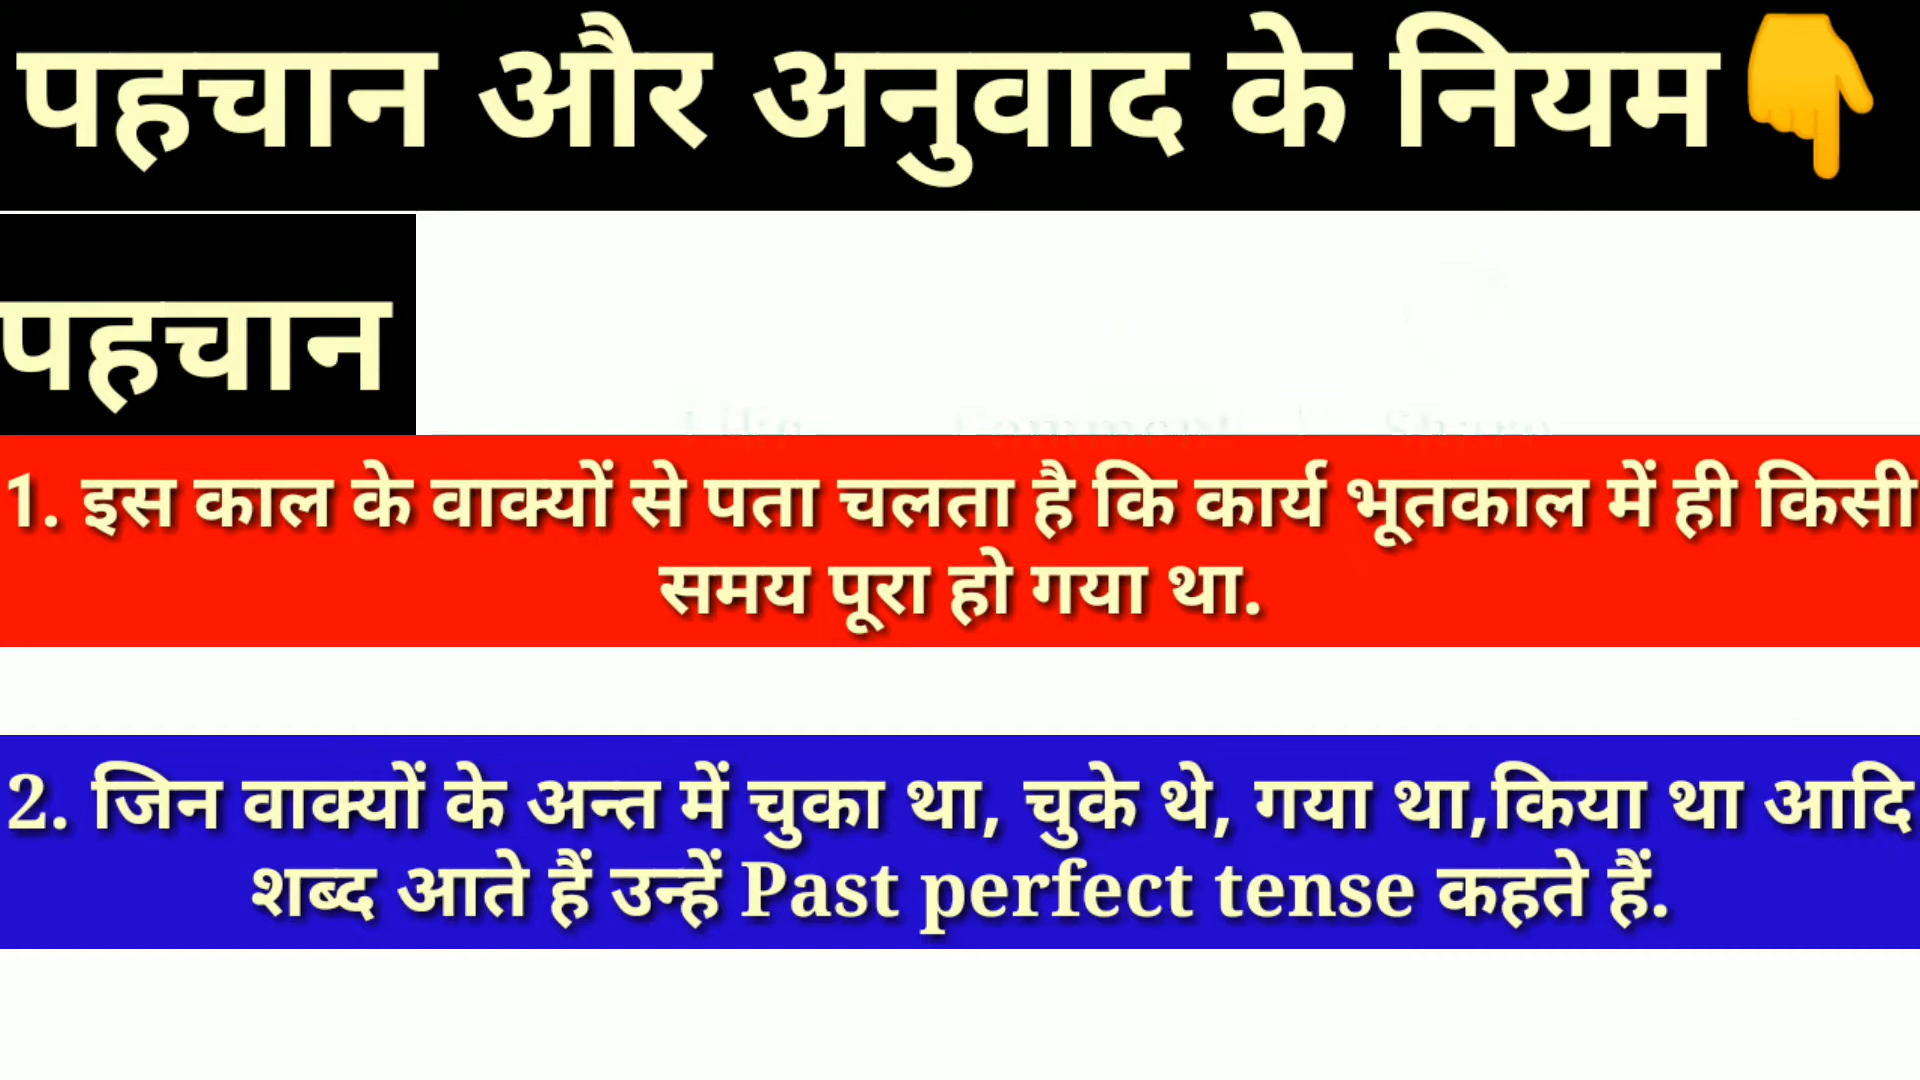 पहचान और अनुवाद के नियम👇
पहचान
1. इस काल के वाक्यों से पता चलता है कि कार्य भूतकाल में ही किसी
समय पूरा हो गया था.
2. जिन वाक्यों के अन्त में चुका था, चुके थे, गया था,किया था आदि
शब्द आते हैं उन्हें Past perfect tense कहते हैं.